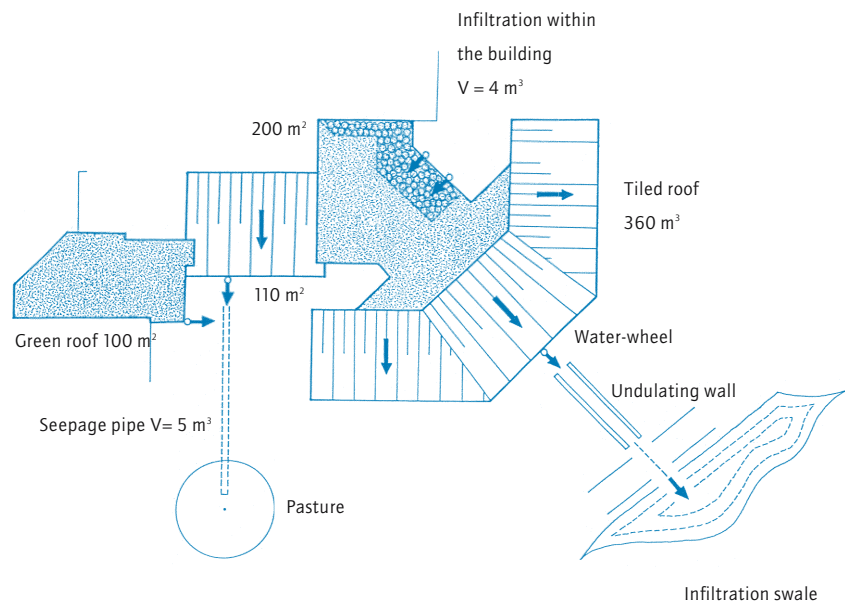 Infiltration within
the building
V = 4 m³
200 m²
Tiled roof
360 m³
110 m²
Green roof 100 m²
Water-wheel
Undulating wall
Seepage pipe V= 5 m³
Pasture
Infiltration swale